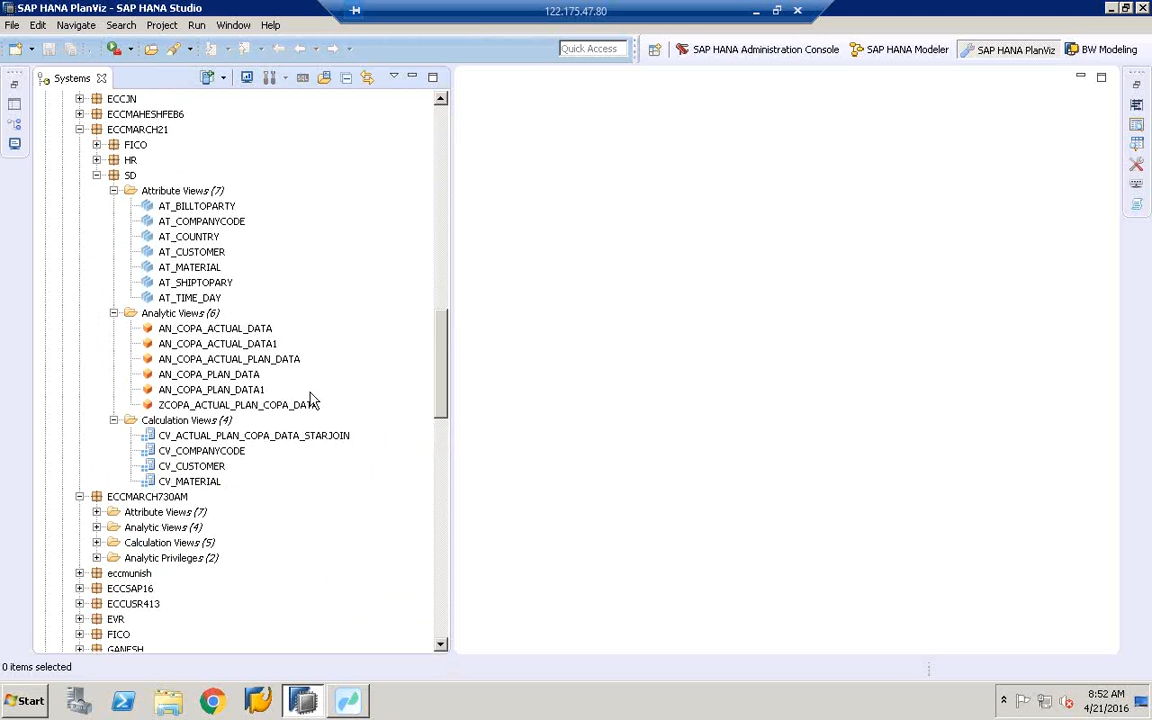 SAP HANA PlanViz - SAP HANA Studio
122.175.47.80
File Edit Navigate Search Project Run Window Help
Quick Access
SAP HANA Administration Console
SAP HANA Modeler
SAP HANA PlanViz
BW Modeling
Systems
ECCJN
ECCMAHESHFEB6
ECCMARCH21
FICO
HR
SD
Attribute Views (7)
AT_BILLTOPARTY
AT_COMPANYCODE
AT_COUNTRY
AT_CUSTOMER
AT_MATERIAL
AT_SHIPTOPARY
AT_TIME_DAY
Analytic Views (6)
AN_COPA_ACTUAL_DATA
AN_COPA_ACTUAL_DATA1
AN_COPA_ACTUAL_PLAN_DATA
AN_COPA_PLAN_DATA
AN_COPA_PLAN_DATA1
ZCOPA_ACTUAL_PLAN_COPA_DATA
Calculation Views (4)
CV_ACTUAL_PLAN_COPA_DATA_STARJOIN
CV_COMPANYCODE
CV_CUSTOMER
CV_MATERIAL
ECCMARCH730AM
Attribute Views (7)
Analytic Views (4)
Calculation Views (5)
Analytic Privileges (2)
eccmunish
ECCSAP16
ECCUSR413
EVR
FICO
GANESH
0 items selected
Start
8:52 AM
4/21/2016